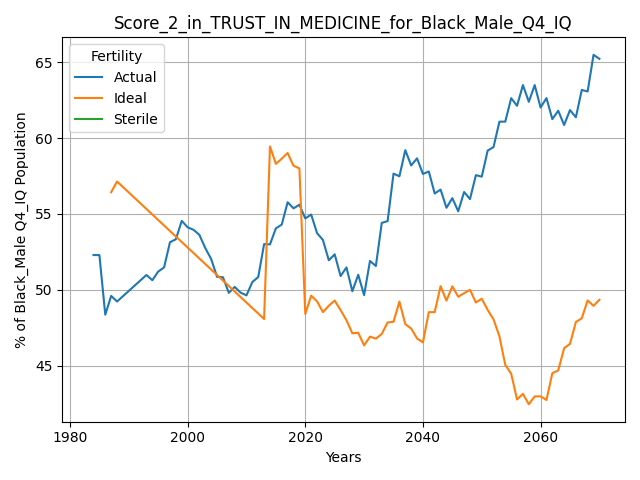 Score_2_in_TRUST_IN_MEDICINE_for_Black_Male_Q4_IQ
Fertility
Actual
Ideal
Sterile
% of Black_Male Q4_IQ Population
65
60
55
50
45
1980
2000
2020
2040
2060
Years